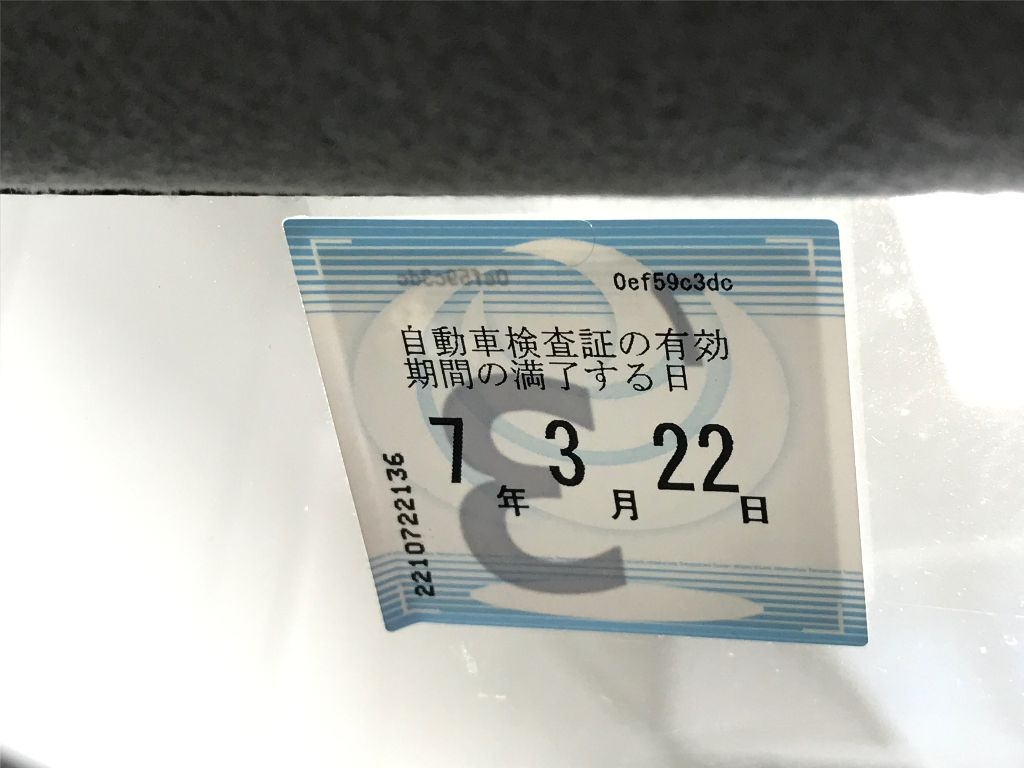 0ef59c3dc
自動車検査証の有効
期間の満了する日
7年3月22日
2210722136
3